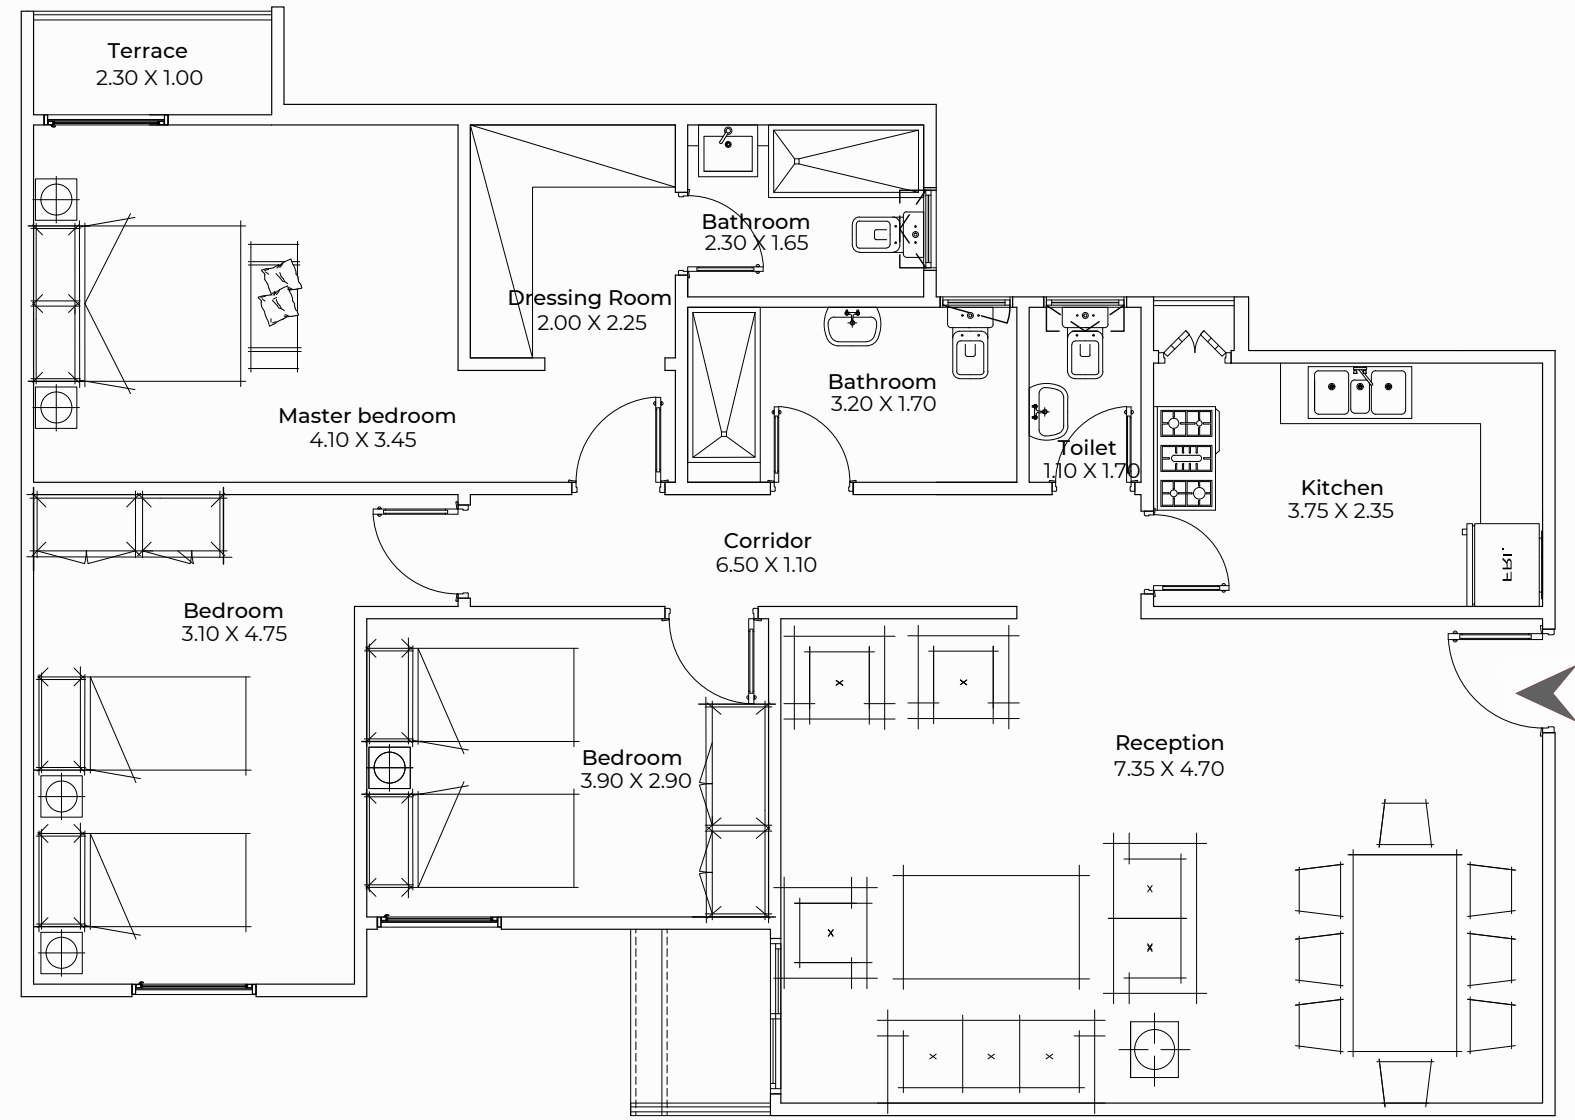 Terrace
2.30 X 1.00
Bathroom
2.30 X 1.65
Dressing Room
2.00 X 2.25
Master bedroom
4.10 X 3.45
Bathroom
3.20 X 1.70
Toilet
1.10 X 1.70
Kitchen
3.75 X 2.35
FRI.
Corridor
6.50 X 1.10
Bedroom
3.10 X 4.75
Bedroom
3.90 X 2.90
Reception
7.35 X 4.70